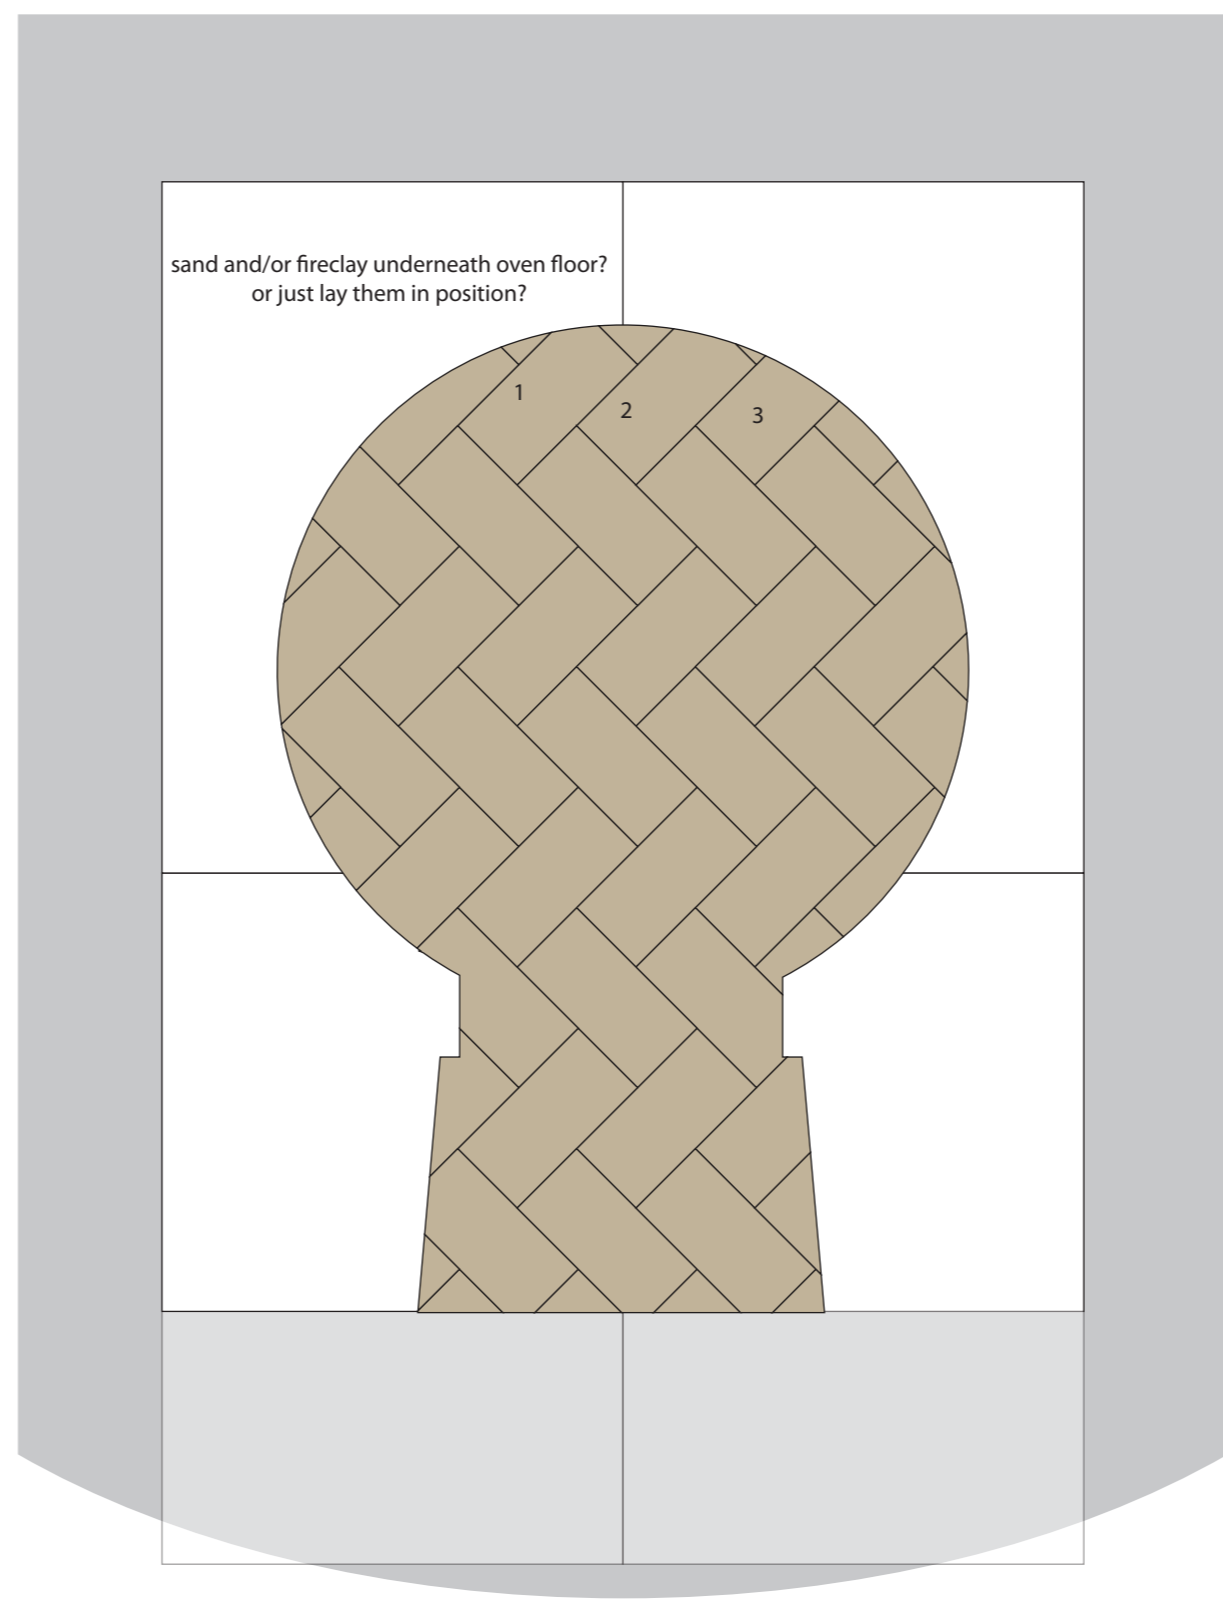 sand and/or fireclay underneath oven floor?
or just lay them in position?
1
2
3